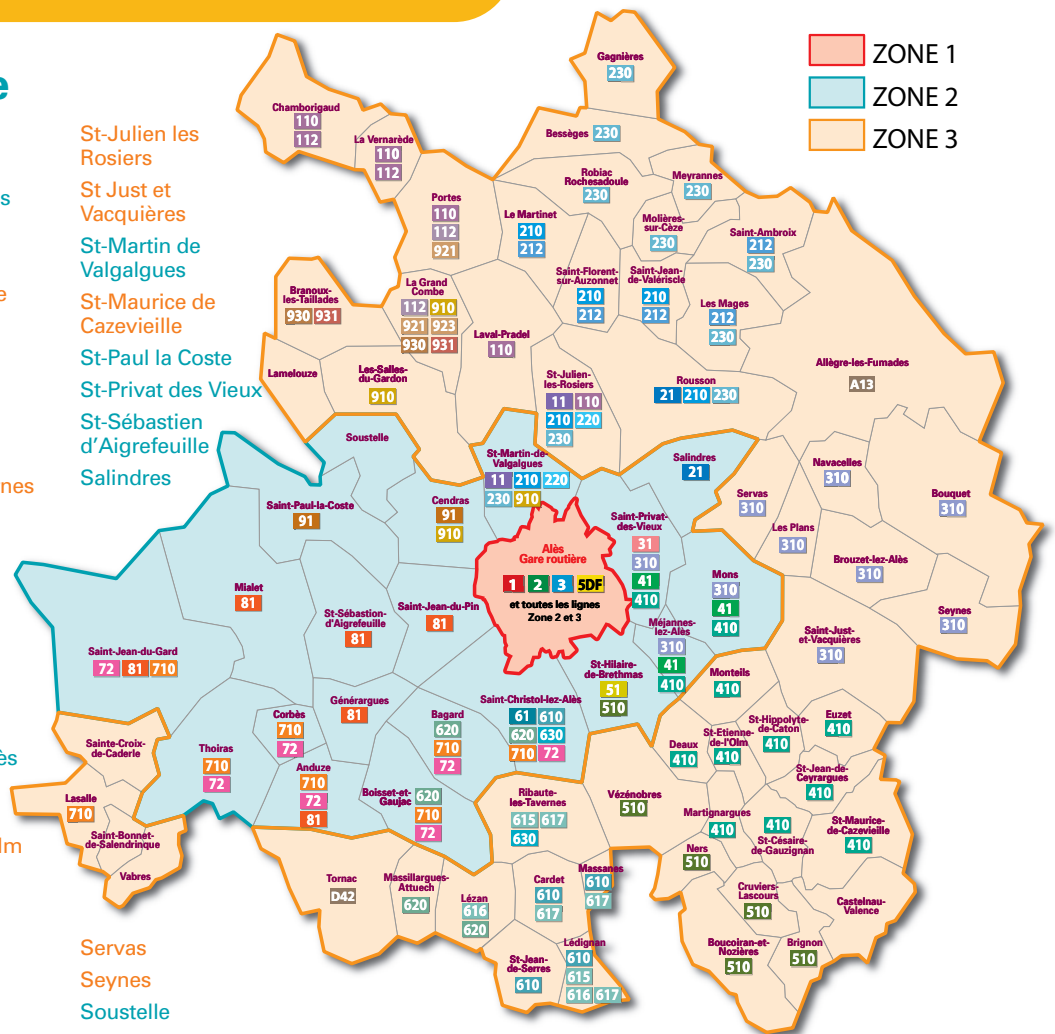 e
St-Julien les
Rosiers
St Just et
Vacquières
s
St-Martin de
Valgalgues
e
St-Maurice de
Cazevieille
St-Paul la Coste
St-Privat des Vieux
St-Sébastien
d’Aigrefeuille
Salindres
nes
ès
lm
Servas
Seynes
Soustelle
ZONE 1
ZONE 2
ZONE 3
Gagnières
230
Chamborigaud
110
112
La Vernarède
110
112
Bessèges 230
Robiac
Rochesadoule
230
Meyrannes
230
Portes
110
112
921
Le Martinet
210
212
Molières-
sur-Cèze
230
Saint-Ambroix
212
230
Branoux-
les-Taillades
930 931
La Grand
Combe
112 910
921 923
930 931
Saint-Florent-
sur-Auzonnet
210
212
Saint-Jean-
de-Valériscle
210
212
Les Mages
212
230
Laval-Pradel
110
Allègre-les-Fumades
A13
Lamelouze
Les-Salles-
du-Gardon
910
St-Julien-
les-Rosiers
11 110
210 220
230
Rousson
21 210 230
Soustelle
St-Martin-de-
Valgalgues
11 210 220
230 910
Salindres
21
Navacelles
310
Saint-Paul-la-Coste
91
Cendras
91
910
Servas
310
Bouquet
310
Saint-Privat-
des-Vieux
31
310
41
410
Les Plans
310
Alès
Gare routière
1 2 3 5DF
et toutes les lignes
Zone 2 et 3
Brouzet-lez-Alès
310
Mialet
81
St-Sébastion-
d'Aigrefeuille
81
Saint-Jean-du-Pin
81
Mons
310
41
410
Seynes
310
Méjannes-
lez-Alès
310
41
410
Saint-Just-
et-Vacquières
310
Saint-Jean-du-Gard
72 81 710
St-Hilaire-
de-Brethmas
51
510
Monteils
410
Générargues
81
Saint-Christol-lez-Alès
61 610
620 630
710 72
Corbès
710
72
Bagard
620
710
72
St-Hippolyte-
de-Caton
410
Euzet
410
St-Etienne-
de-l'Olm
410
Deaux
410
Sainte-Croix-
de-Caderle
Thoiras
710
72
Anduze
710
72
81
St-Jean-de-
Ceyrargues
410
Lasalle
710
Boisset-et-
Gaujac
620
710
72
Ribaute-
les-Tavernes
615 617
630
Vézénobres
510
Martignargues
410
410
St-Césaire-
de-Gauzignan
St-Maurice-
de-Cazevieille
410
Saint-Bonnet-
de-Salendrinque
Ners
510
Vabres
Tornac
D42
Massillargues-
Attuech
620
Lézan
616
620
Cardet
610
617
Massanes
610
617
Cruviers-
Lascours
510
Castelnau-
Valence
St-Jean-
de-Serres
610
Lédignan
610
615
616 617
Boucoiran-et-
Nozières
510
Brignon
510